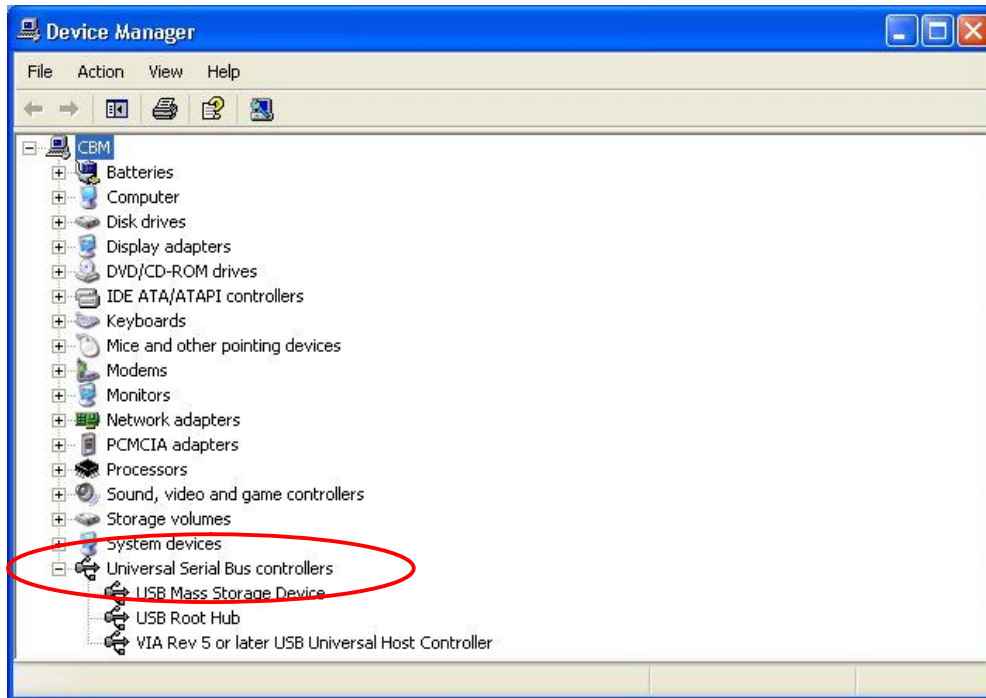 Device Manager
File Action View Help
CBM
Batteries
Computer
Disk drives
Display adapters
DVD/CD-ROM drives
IDE ATA/ATAPI controllers
Keyboards
Mice and other pointing devices
Modems
Monitors
Network adapters
PCMCIA adapters
Processors
Sound, video and game controllers
Storage volumes
System devices
Universal Serial Bus controllers
USB Mass Storage Device
USB Root Hub
VIA Rev 5 or later USB Universal Host Controller